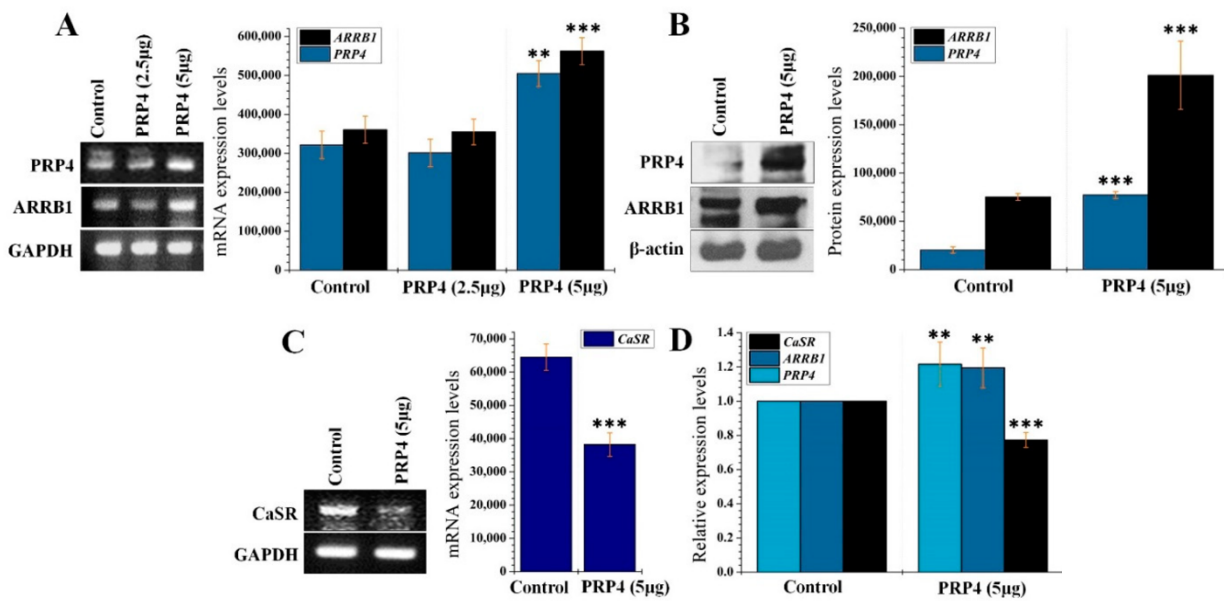 A
Control
PRP4 (2.5µg)
PRP4 (5µg)
PRP4
ARRB1
GAPDH
mRNA expression levels
600,000
500,000
400,000
300,000
200,000
100,000
0
ARRB1
PRP4
**
***
Control
PRP4 (2.5µg)
PRP4 (5µg)
B
Control
PRP4 (5µg)
PRP4
ARRB1
β-actin
Protein expression levels
250,000
200,000
150,000
100,000
50,000
0
ARRB1
PRP4
***
***
Control
PRP4 (5µg)
C
Control
PRP4 (5µg)
CaSR
GAPDH
mRNA expression levels
70,000
60,000
50,000
40,000
30,000
20,000
10,000
0
CaSR
***
Control
PRP4 (5µg)
D
Relative expression levels
1.4
1.2
1.0
0.8
0.6
0.4
0.2
0.0
CaSR
ARRB1
PRP4
**
**
***
Control
PRP4 (5µg)